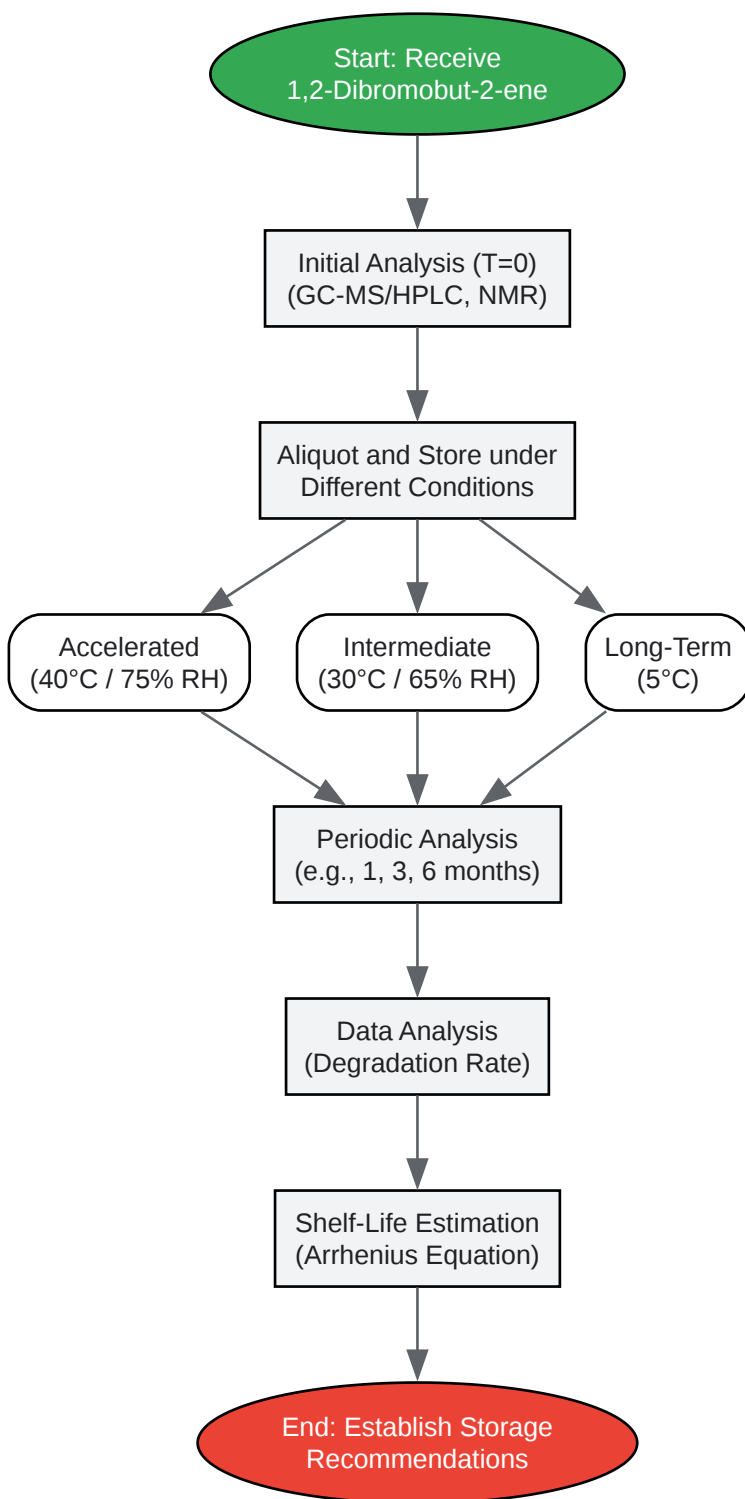 Start: Receive
1,2-Dibromobut-2-ene
Initial Analysis (T=0)
(GC-MS/HPLC, NMR)
Aliquot and Store under
Different Conditions
Accelerated
(40°C / 75% RH)
Intermediate
(30°C / 65% RH)
Long-Term
(5°C)
Periodic Analysis
(e.g., 1, 3, 6 months)
Data Analysis
(Degradation Rate)
Shelf-Life Estimation
(Arrhenius Equation)
End: Establish Storage
Recommendations